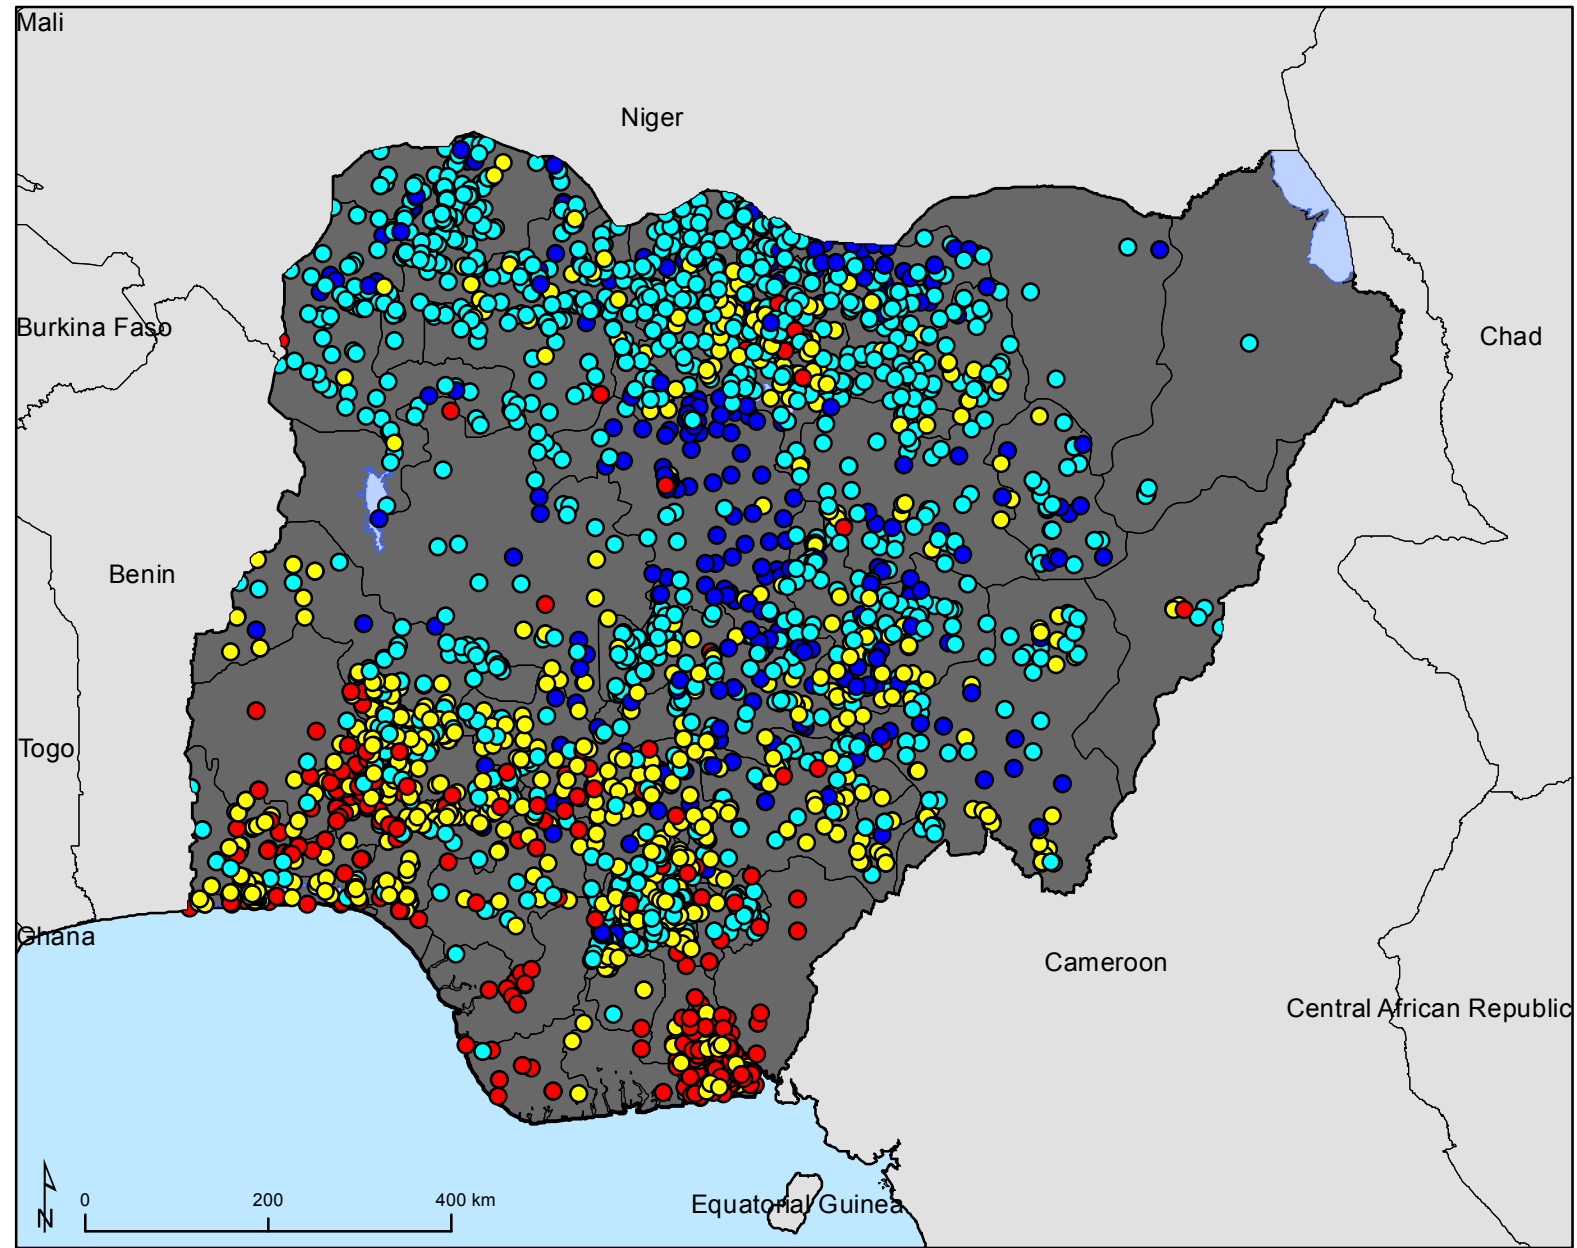 Mali
Niger
Burkina Faso
Chad
Benin
Togo
Ghana
Cameroon
Central African Republic
Equatorial Guinea
0 200 400 km
N